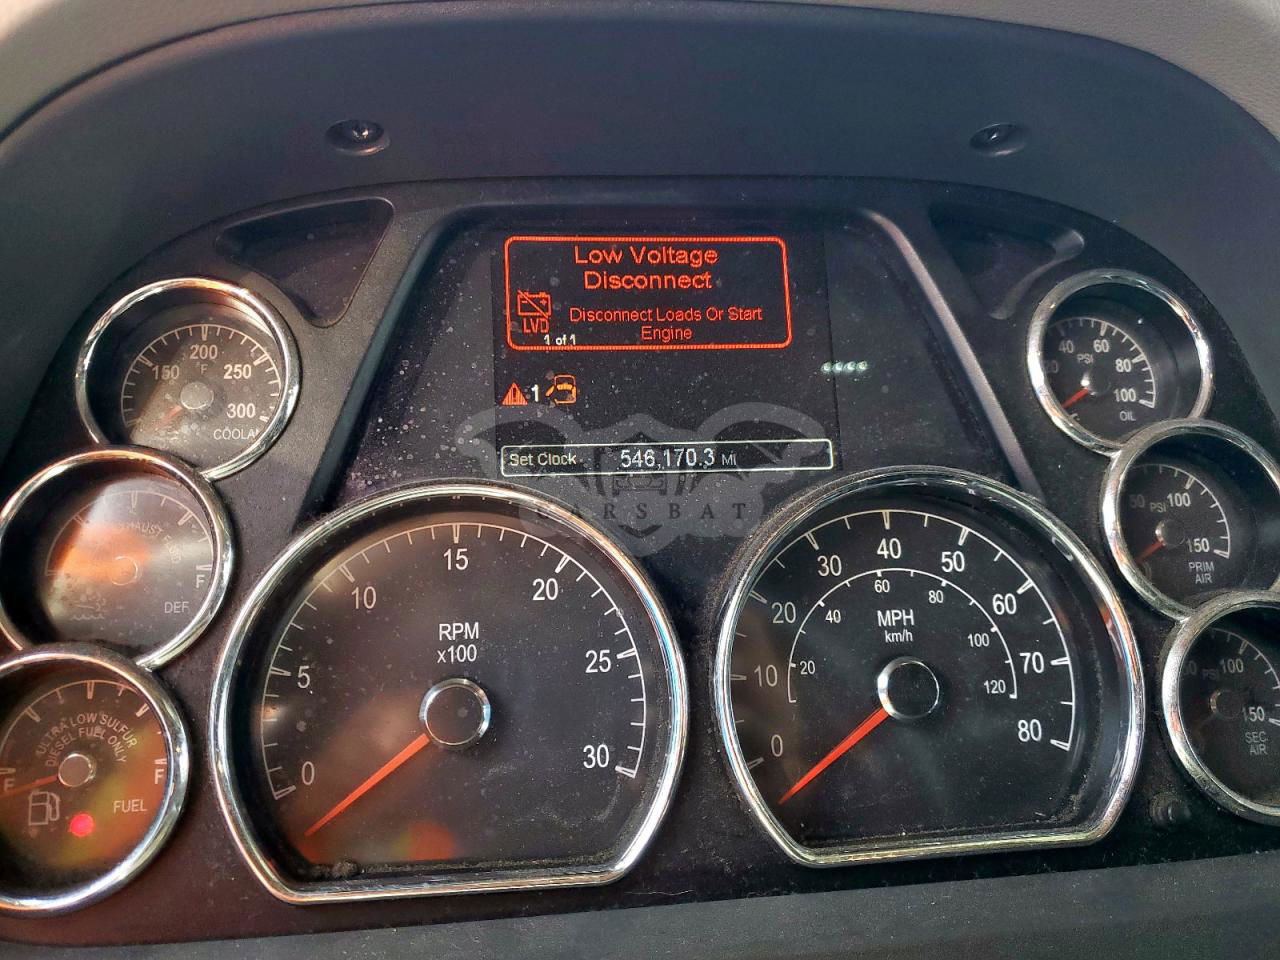 Low Voltage
Disconnect
LVD
Disconnect Loads Or Start
Engine
1 of 1
1
Set Clock 546,170.3 MI
CARSBAT
150 200 250 300
°F
COOLAN
F
DEF
ULTRA LOW SULFUR
DIESEL FUEL ONLY
E F
FUEL
0 5 10 15 20 25 30
RPM
x100
0 10 20 30 40 50 60 70 80
20 40 60 80 100 120
MPH
km/h
40 60 80 100
PSI
OIL
50 100 150
PSI
PRIM
AIR
100 150
PSI
SEC
AIR